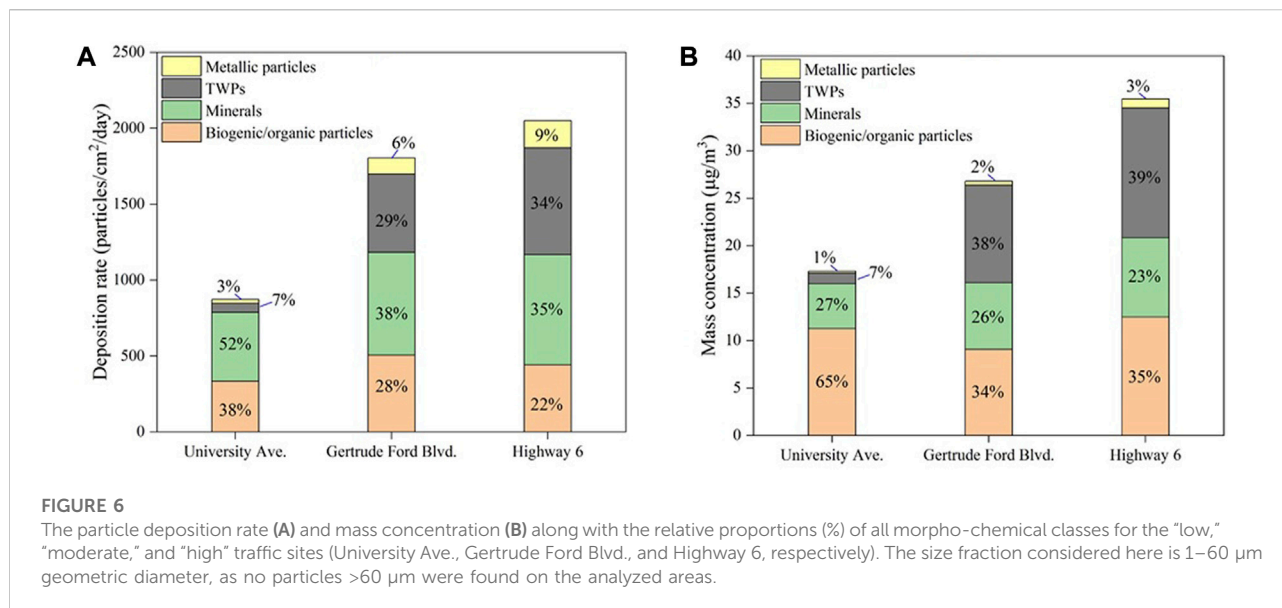 A
Deposition rate (particles/cm²/day)
2500
2000
1500
1000
500
0
Metallic particles
TWPs
Minerals
Biogenic/organic particles
3%
7%
52%
38%
6%
29%
38%
28%
9%
34%
35%
22%
University Ave.
Gertrude Ford Blvd.
Highway 6
B
Mass concentration (µg/m³)
40
35
30
25
20
15
10
5
0
Metallic particles
TWPs
Minerals
Biogenic/organic particles
1%
7%
27%
65%
2%
38%
26%
34%
3%
39%
23%
35%
University Ave.
Gertrude Ford Blvd.
Highway 6
FIGURE 6
The particle deposition rate (A) and mass concentration (B) along with the relative proportions (%) of all morpho-chemical classes for the “low,”
“moderate,” and “high” traffic sites (University Ave., Gertrude Ford Blvd., and Highway 6, respectively). The size fraction considered here is 1–60 µm
geometric diameter, as no particles >60 µm were found on the analyzed areas.